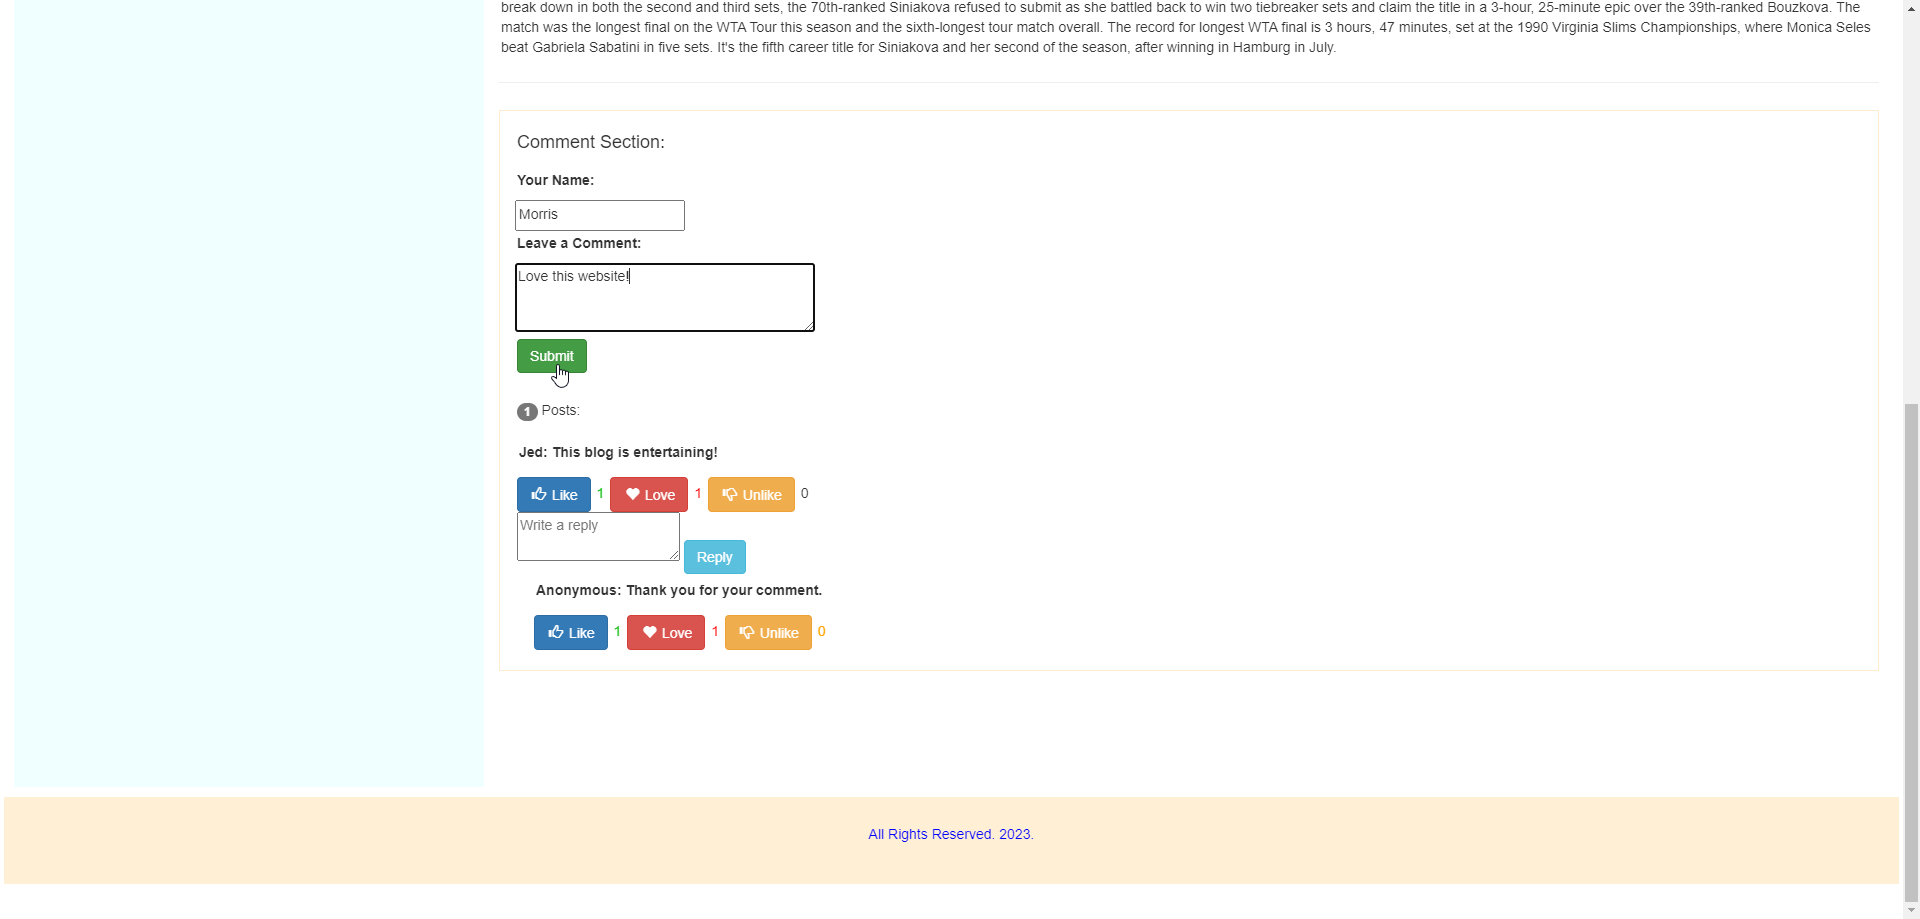 break down in both the second and third sets, the 70th-ranked Siniakova refused to submit as she battled back to win two tiebreaker sets and claim the title in a 3-hour, 25-minute epic over the 39th-ranked Bouzkova. The
match was the longest final on the WTA Tour this season and the sixth-longest tour match overall. The record for longest WTA final is 3 hours, 47 minutes, set at the 1990 Virginia Slims Championships, where Monica Seles
beat Gabriela Sabatini in five sets. It's the fifth career title for Siniakova and her second of the season, after winning in Hamburg in July.
Comment Section:
Your Name:
Morris
Leave a Comment:
Love this website!
Submit
1 Posts:
Jed: This blog is entertaining!
Like 1 Love 1 Unlike 0
Write a reply
Reply
Anonymous: Thank you for your comment.
Like 1 Love 1 Unlike 0
All Rights Reserved. 2023.